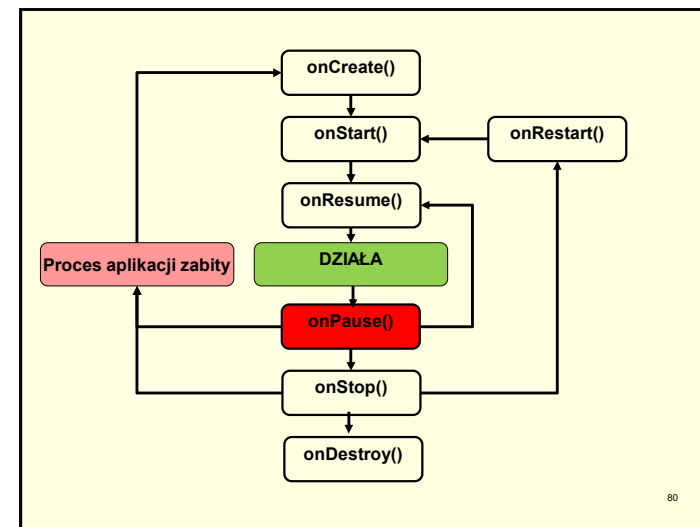 onCreate()
onStart()
onRestart()
onResume()
Proces aplikacji zabity
DZIAŁA
onPause()
onStop()
onDestroy()
80